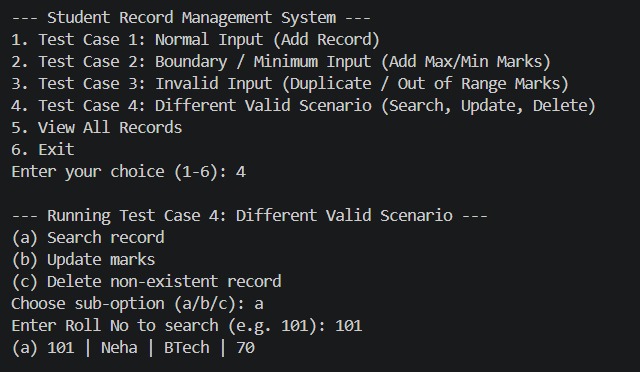 --- Student Record Management System ---
1. Test Case 1: Normal Input (Add Record)
2. Test Case 2: Boundary / Minimum Input (Add Max/Min Marks)
3. Test Case 3: Invalid Input (Duplicate / Out of Range Marks)
4. Test Case 4: Different Valid Scenario (Search, Update, Delete)
5. View All Records
6. Exit
Enter your choice (1-6): 4
--- Running Test Case 4: Different Valid Scenario ---
(a) Search record
(b) Update marks
(c) Delete non-existent record
Choose sub-option (a/b/c): a
Enter Roll No to search (e.g. 101): 101
(a) 101 | Neha | BTech | 70